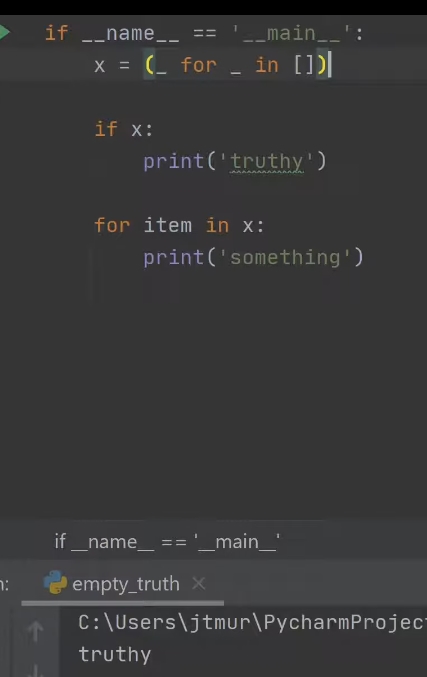 if __name__ == '__main__':
x = (_ for _ in [])
if x:
print('truthy')
for item in x:
print('something')
if __name__ == '__main__'
empty_truth
C:\Users\jtmur\PycharmProjec
truthy